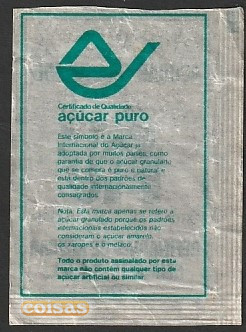 Certificado de Qualidade
açúcar puro
Este símbolo é a Marca
Internacional do Açúcar já
adoptada por muitos países, como
garantia de que o açúcar granulado
que se compra é puro e natural e
está dentro dos padrões de
qualidade internacionalmente
consagrados.
Nota: Esta marca apenas se refere a
açúcar granulado porque os padrões
internacionais estabelecidos não
consideram o açúcar amarelo,
os xaropes e o melaço.
Todo o produto assinalado por esta
marca não contém qualquer tipo de
açúcar artificial ou similar.
coisas